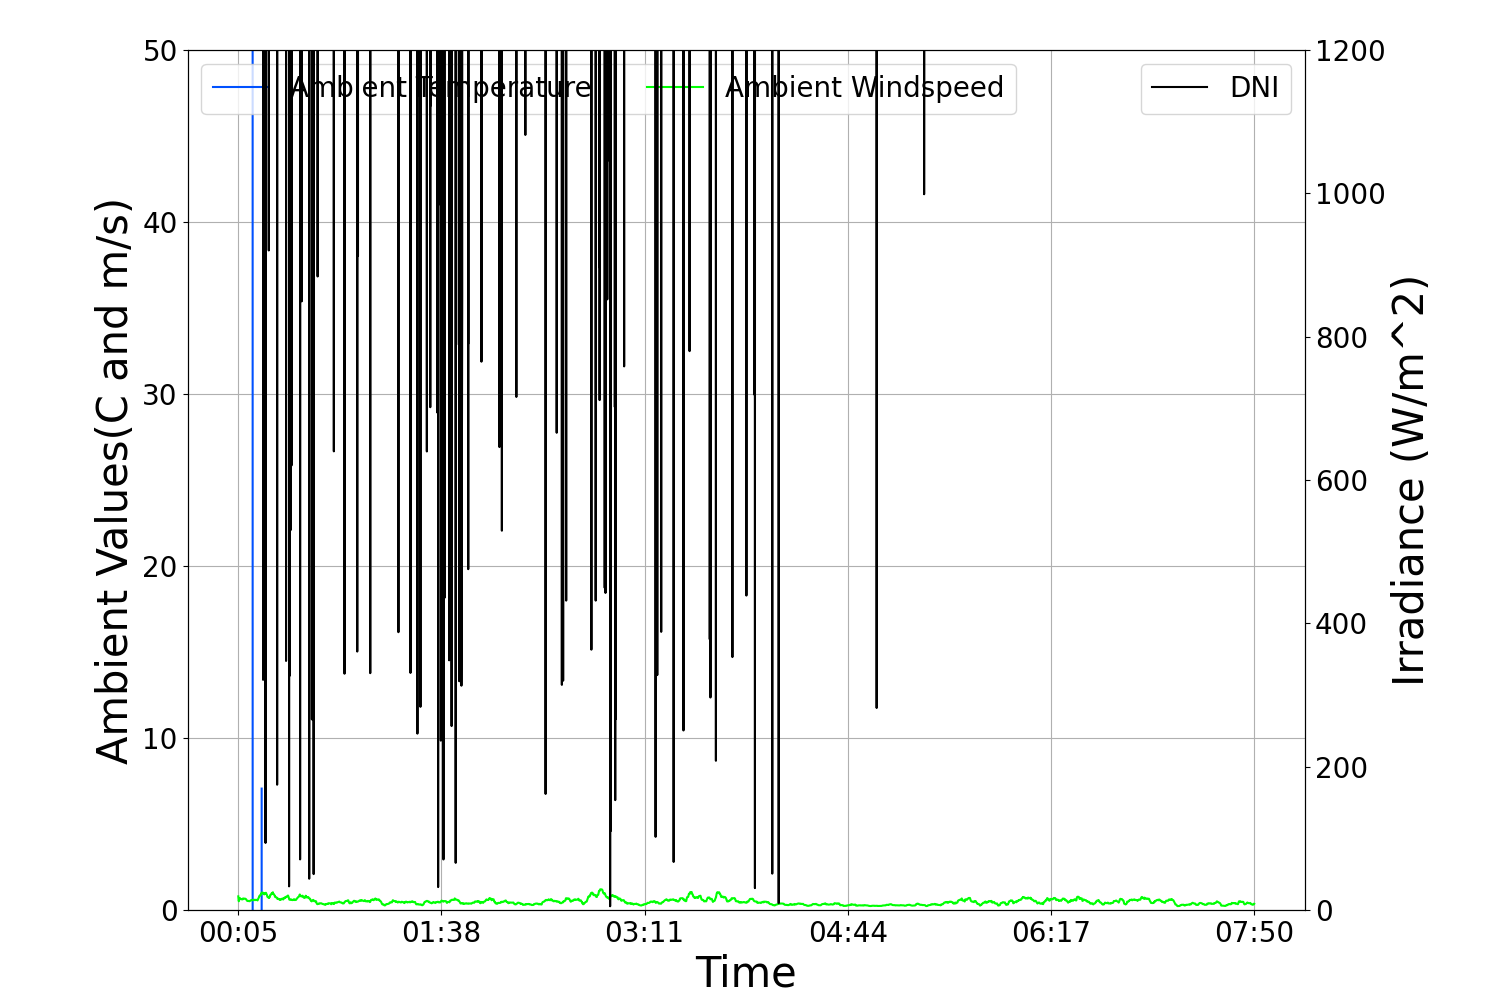 50
40
30
20
10
0
Ambient Values(C and m/s)
Ambient Temperature
Ambient Windspeed
DNI
1200
1000
800
600
400
200
0
Irradiance (W/m^2)
00:05 01:38 03:11 04:44 06:17 07:50
Time